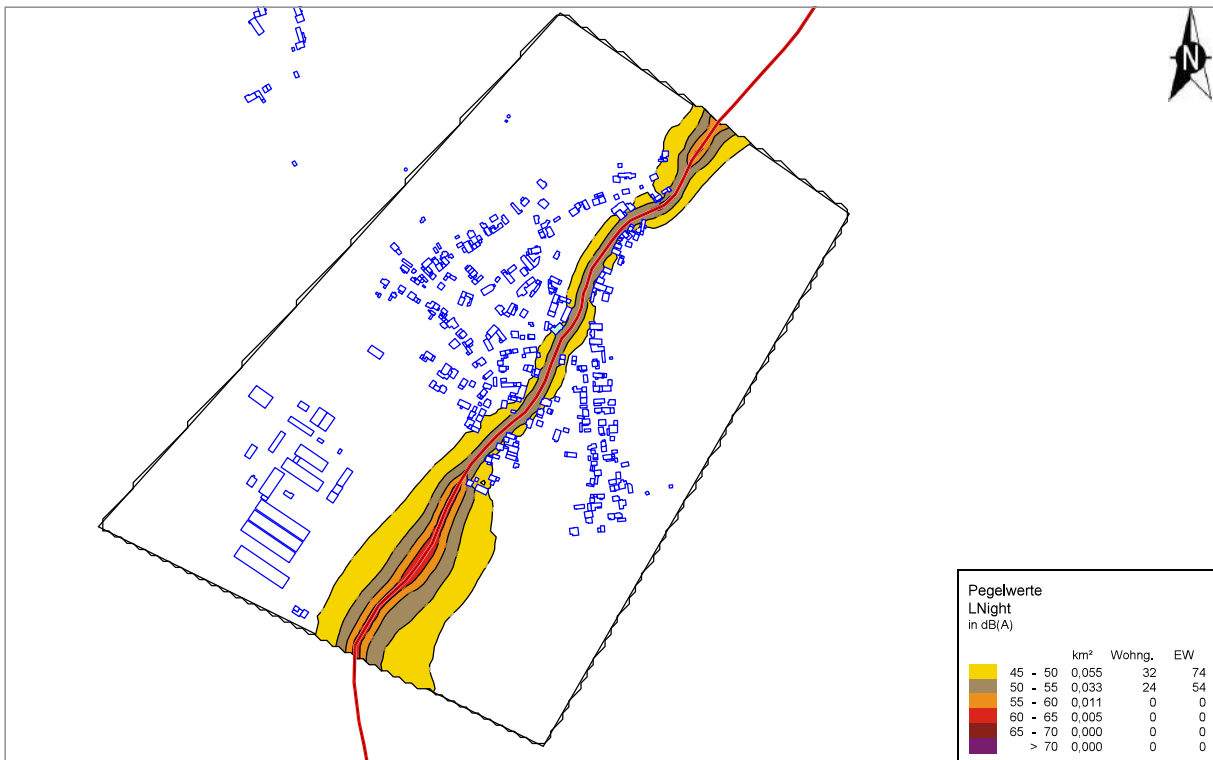 N
Pegelwerte
LNight
in dB(A)
km² Wohng. EW
45 - 50 0,055 32 74
50 - 55 0,033 24 54
55 - 60 0,011 0 0
60 - 65 0,005 0 0
65 - 70 0,000 0 0
> 70 0,000 0 0